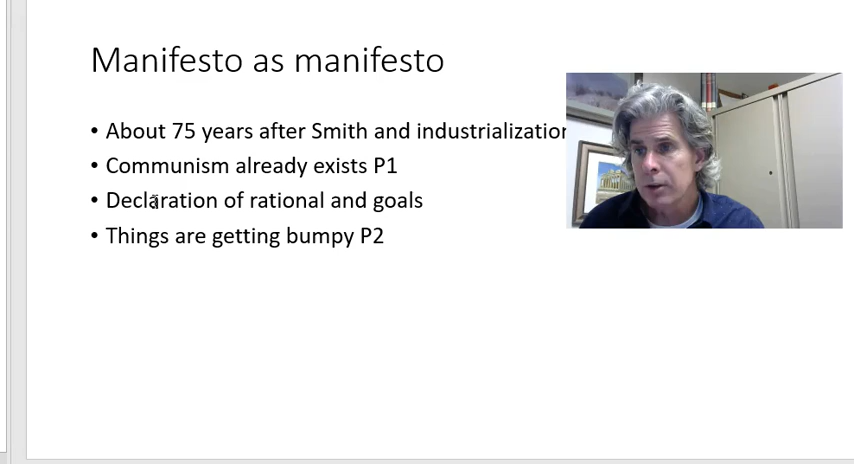 Manifesto as manifesto
• About 75 years after Smith and industrialization
• Communism already exists P1
• Declaration of rational and goals
• Things are getting bumpy P2